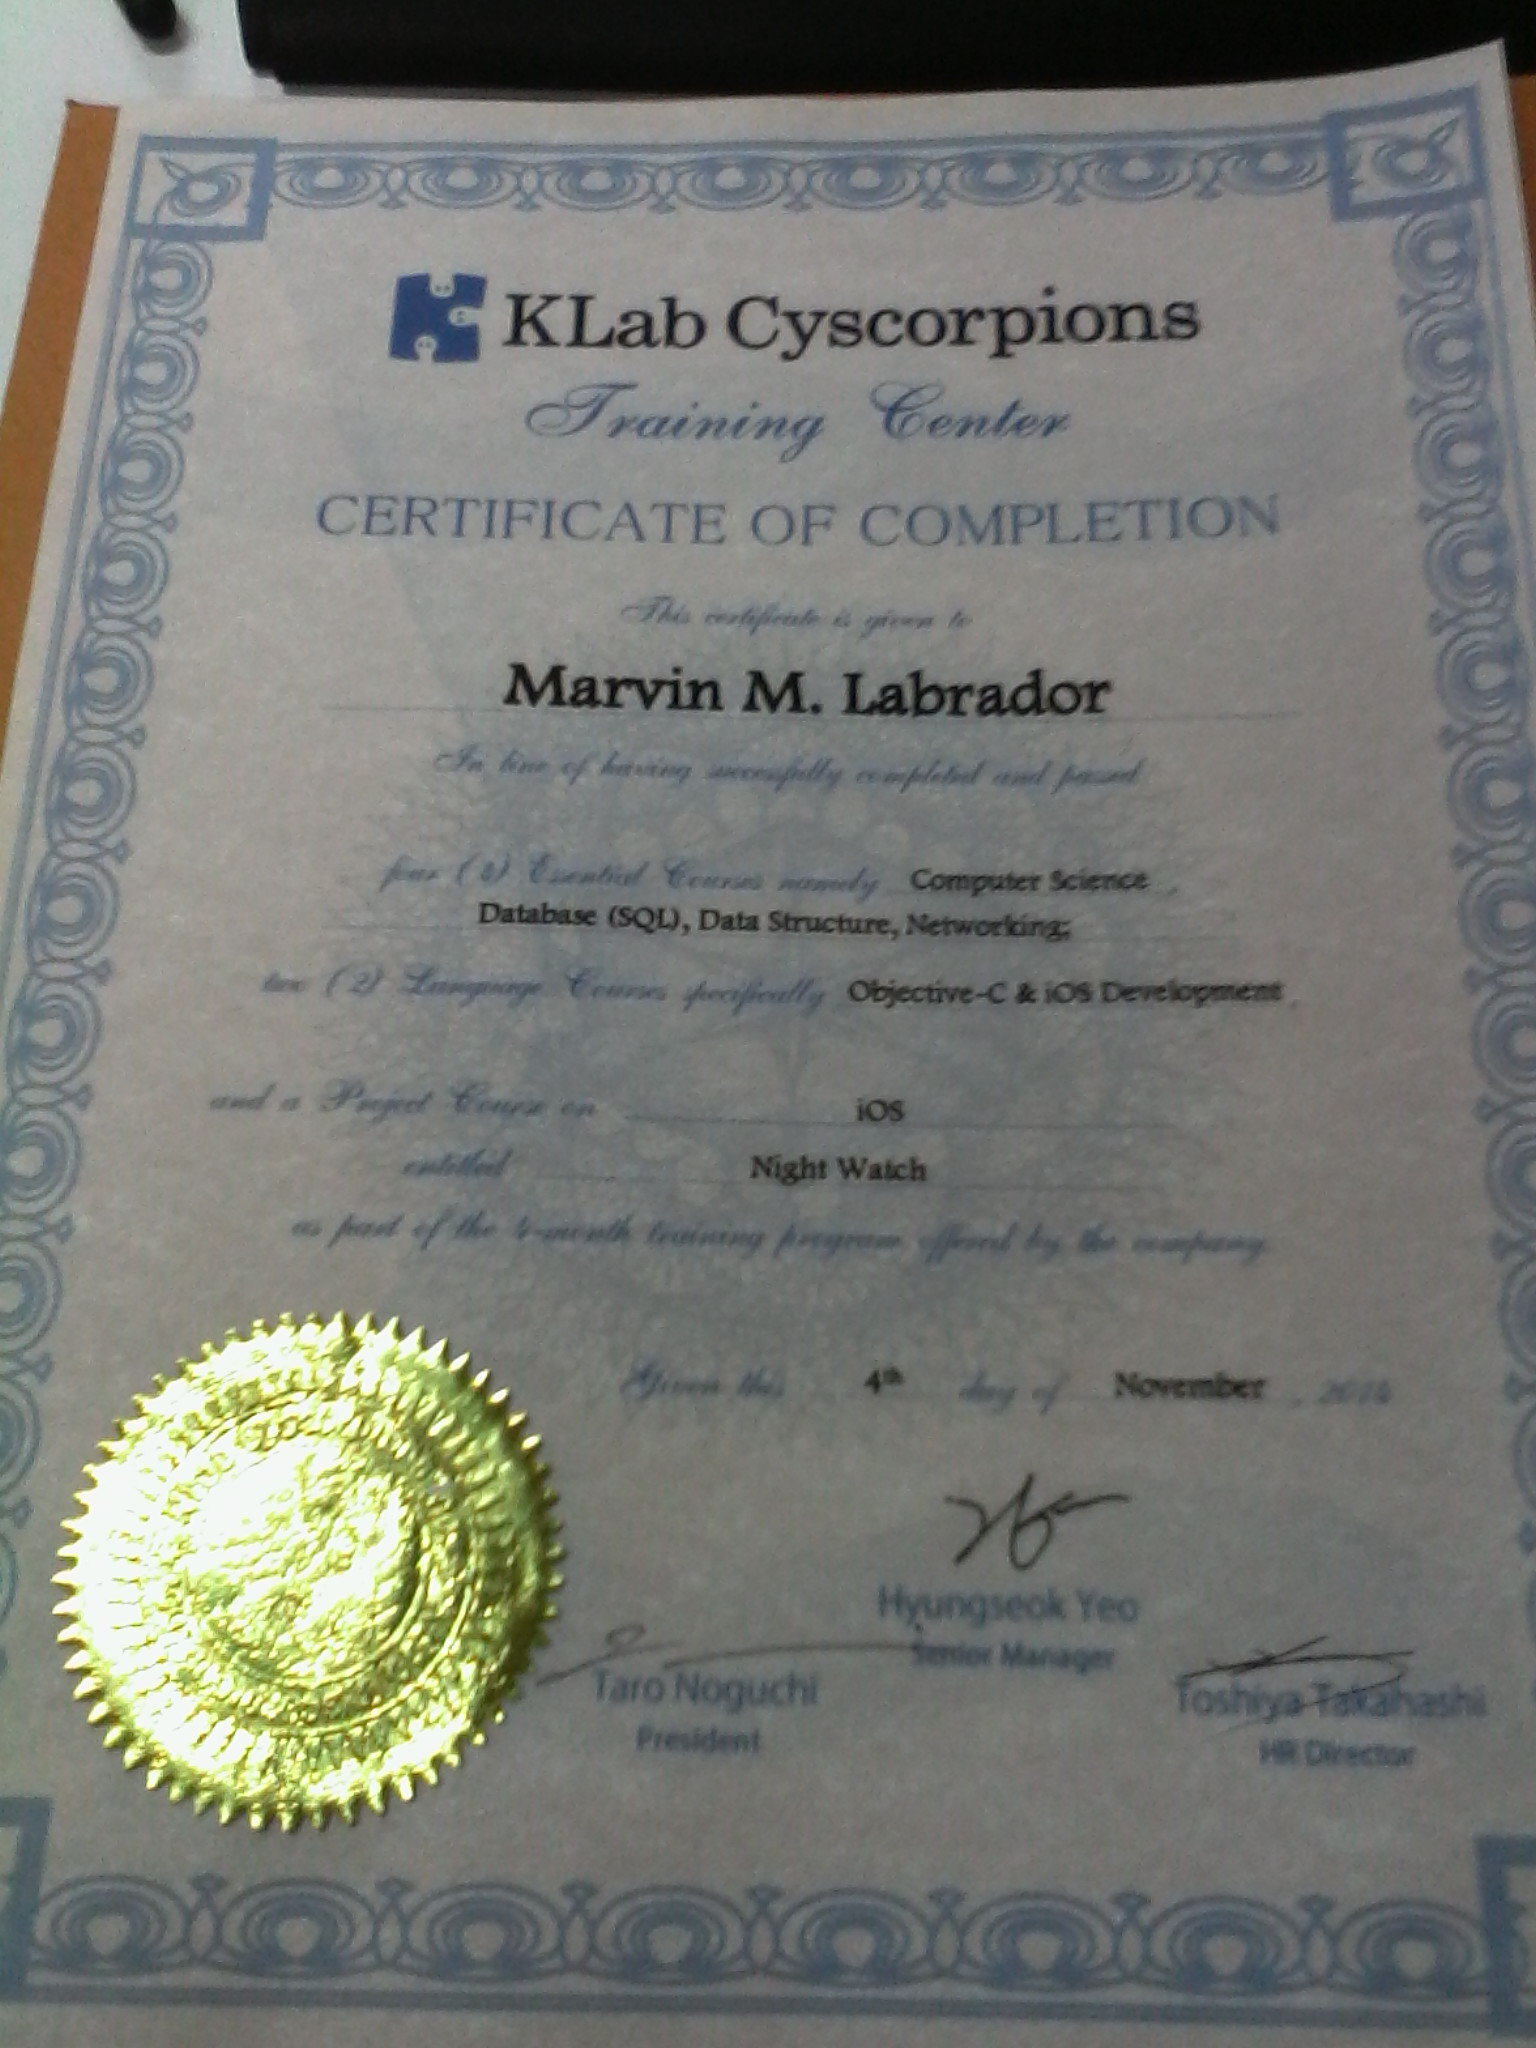 KLab Cyscorpions
Training Center
CERTIFICATE OF COMPLETION
This certificate is given to
Marvin M. Labrador
In line of having successfully completed and passed
four (4) Essential Courses namely Computer Science,
Database (SQL), Data Structure, Networking;
two (2) Language Courses specifically Objective-C & iOS Development
and a Project Course on iOS
entitled Night Watch
as part of the 4-month training program offered by the company
Given this 4th day of November,
Hyungseok Yeo
Senior Manager
Taro Noguchi
President
Toshiya Takahashi
HR Director